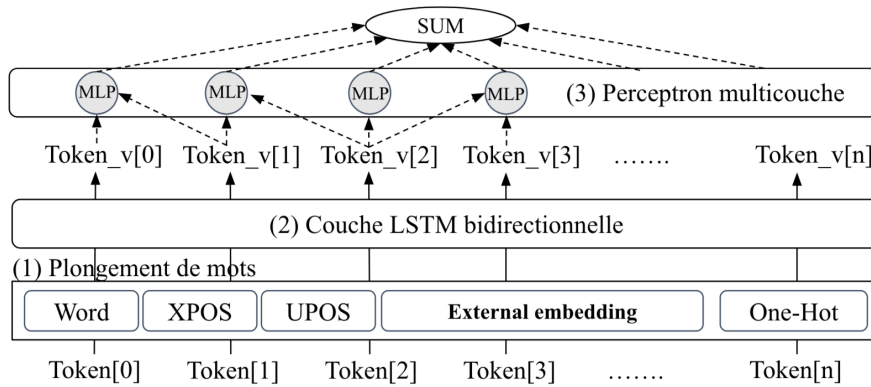 SUM
MLP MLP MLP MLP (3) Perceptron multicouche
Token_v[0] Token_v[1] Token_v[2] Token_v[3] ……. Token_v[n]
(2) Couche LSTM bidirectionnelle
(1) Plongement de mots
Word XPOS UPOS External embedding One-Hot
Token[0] Token[1] Token[2] Token[3] ……. Token[n]